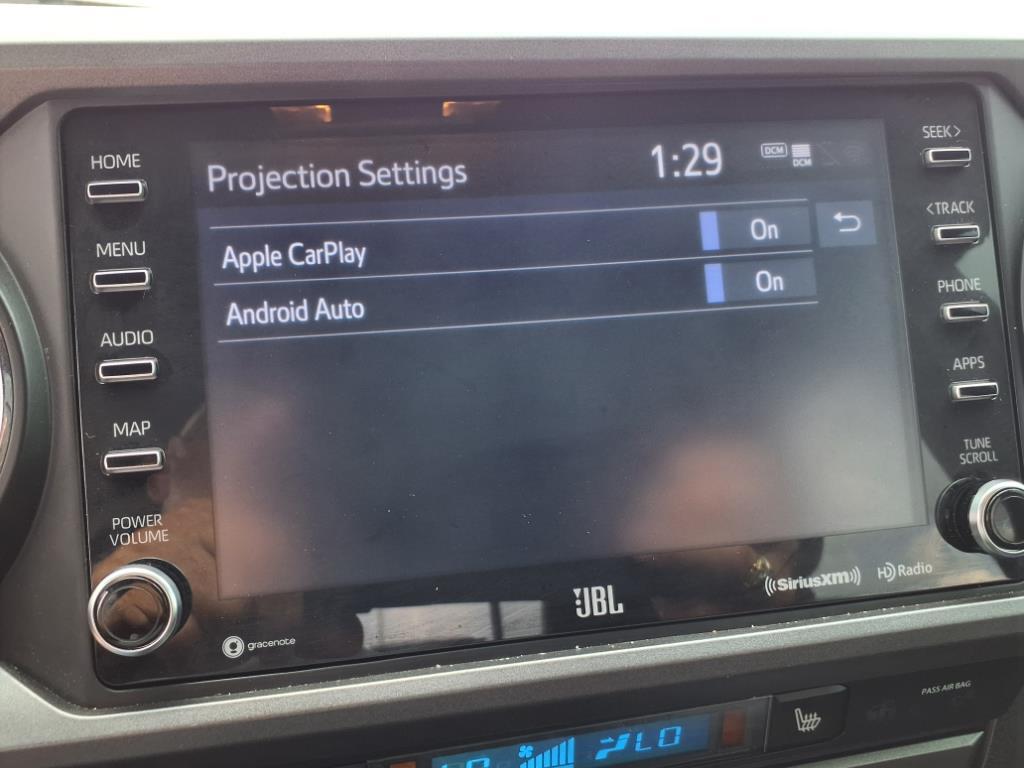 HOME
MENU
AUDIO
MAP
POWER
VOLUME
Projection Settings
1:29
DCM
DCM
Apple CarPlay
On
Android Auto
On
SEEK>
<TRACK
PHONE
APPS
TUNE
SCROLL
gracenote
JBL
((SiriusXM))
HD Radio
PASS AIR BAG
LO